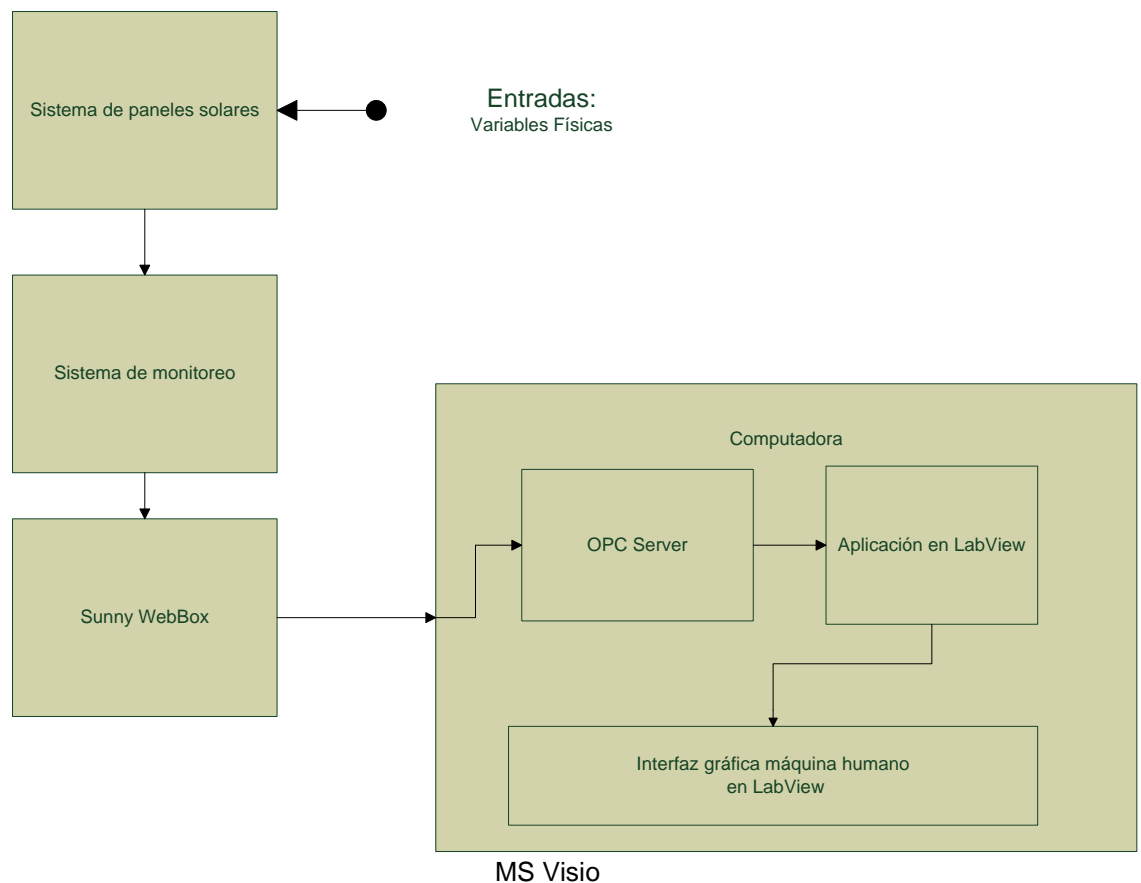 Sistema de paneles solares
Entradas:
Variables Físicas
Sistema de monitoreo
Computadora
OPC Server
Aplicación en LabView
Sunny WebBox
Interfaz gráfica máquina humano
en LabView
MS Visio